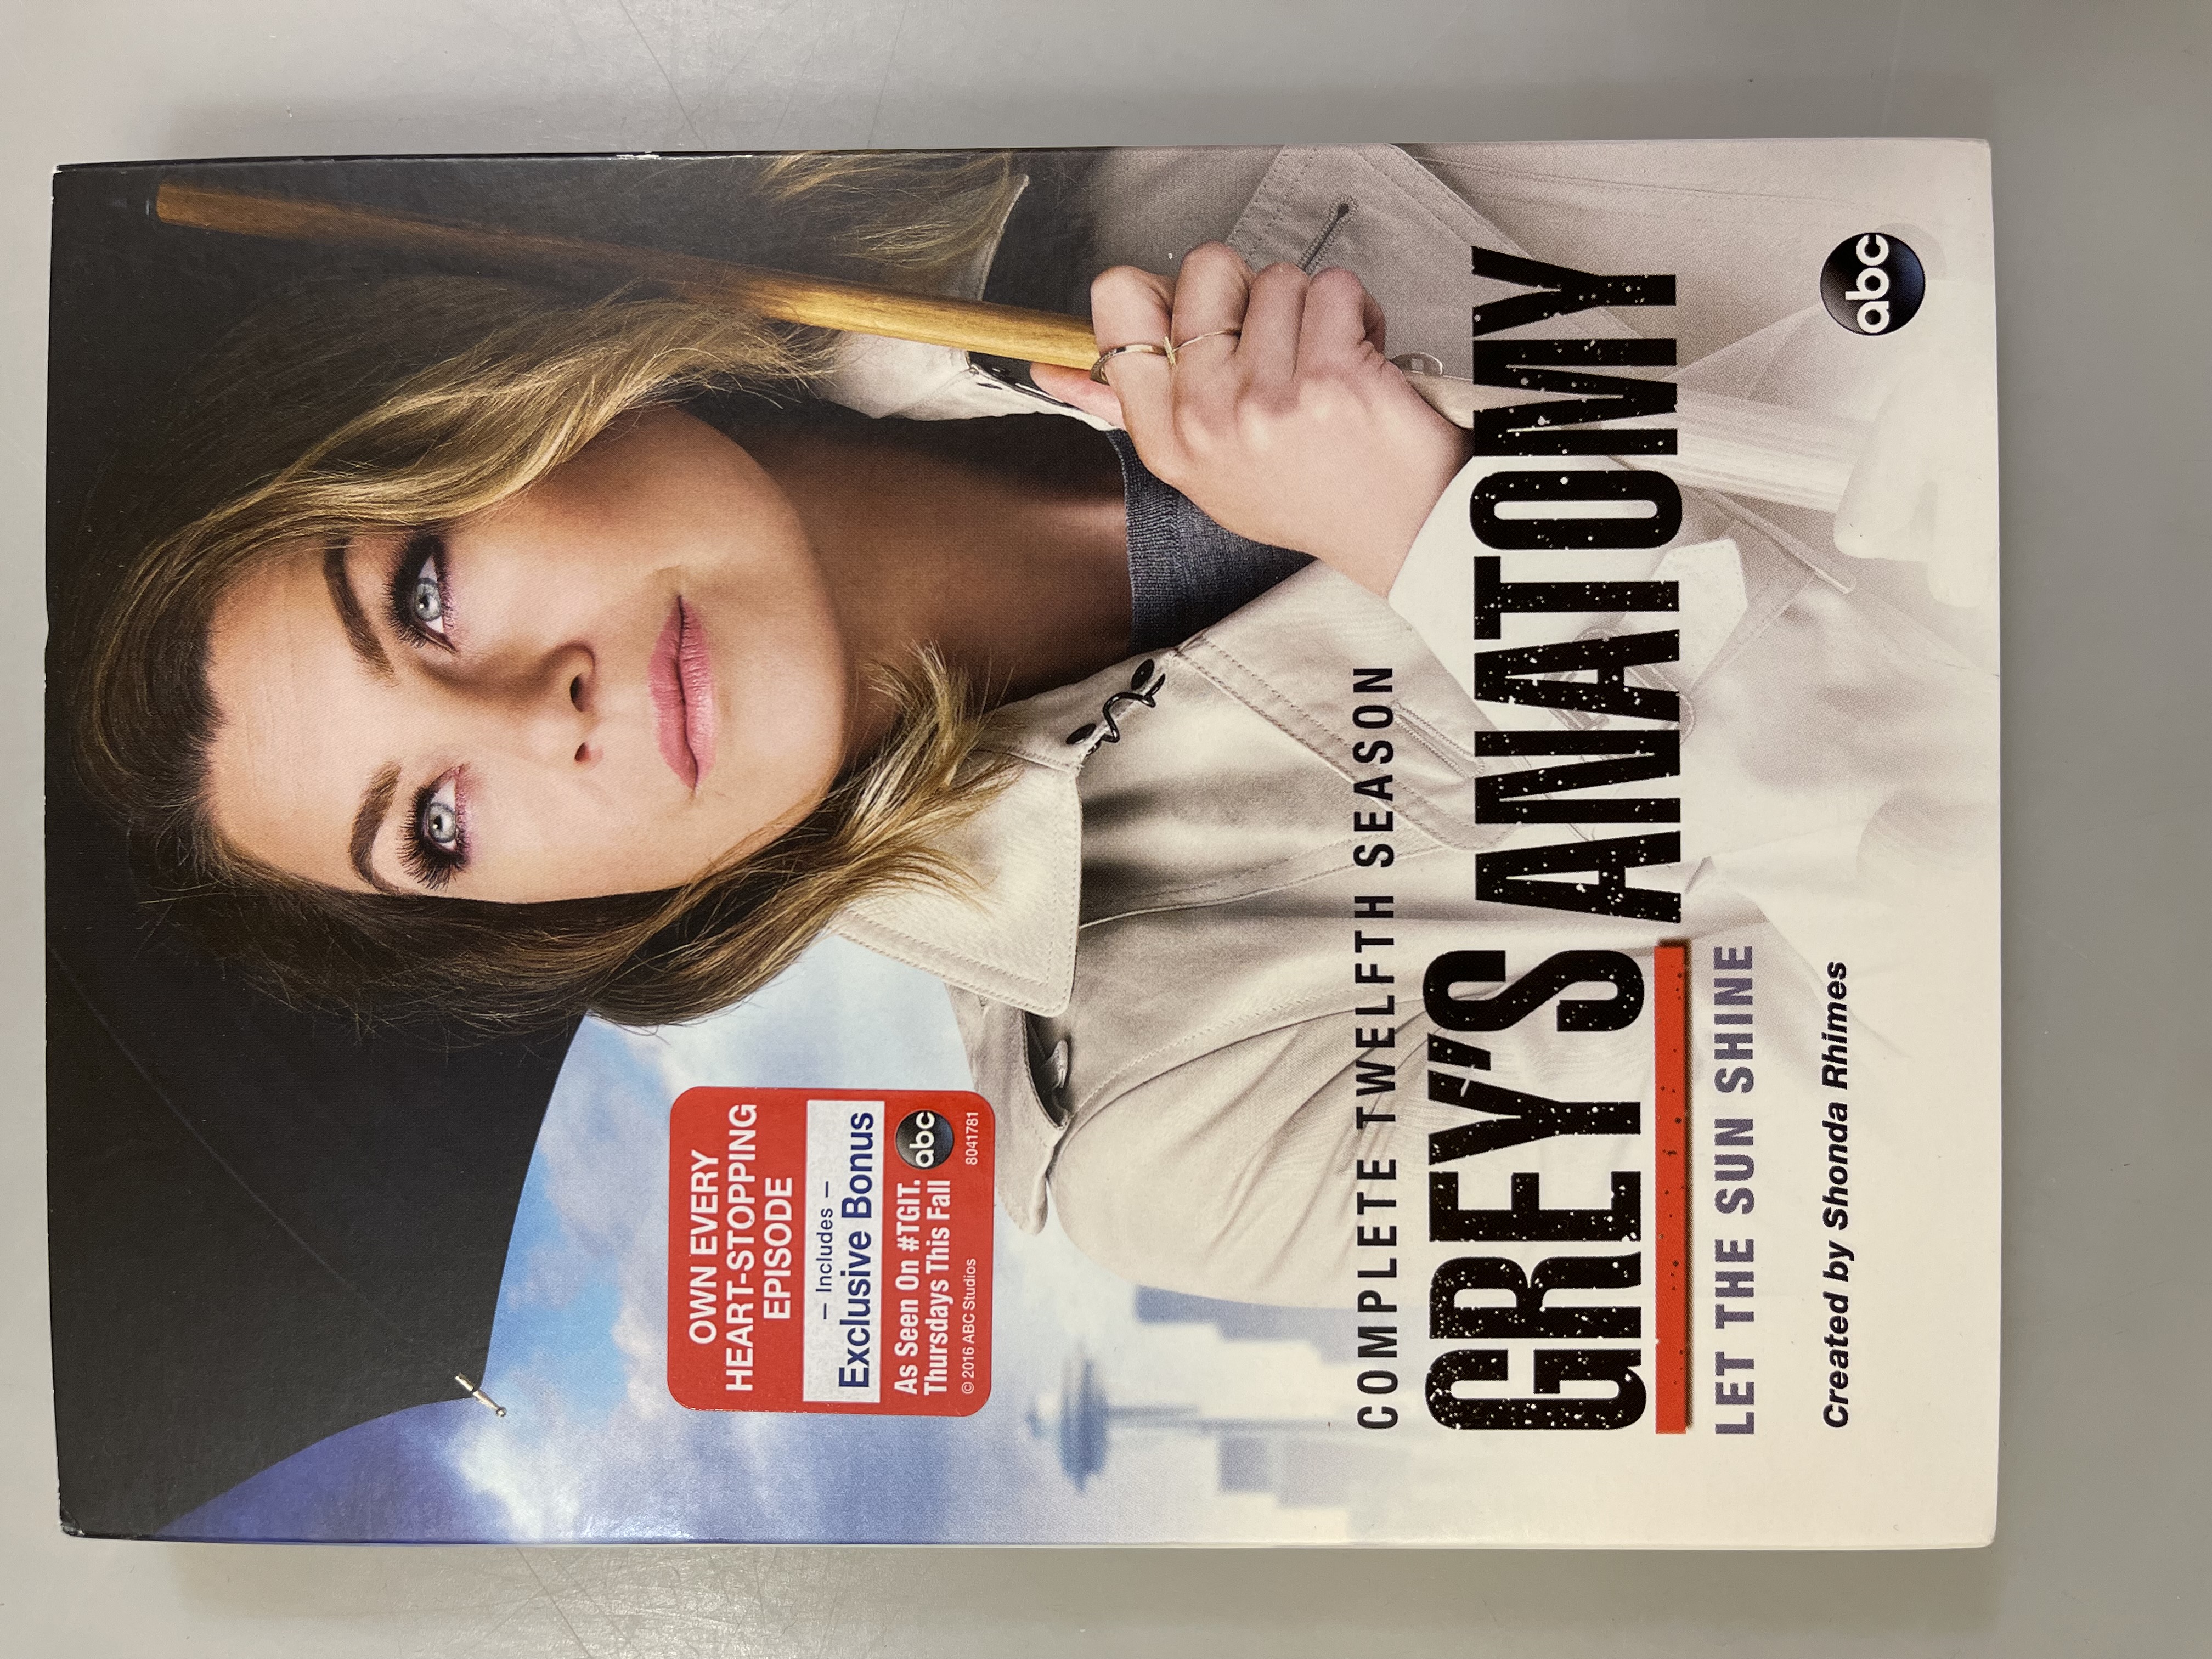 OWN EVERY
HEART-STOPPING
EPISODE
– Includes –
Exclusive Bonus
As Seen On #TGIT.
Thursdays This Fall
abc
© 2016 ABC Studios
8041781
COMPLETE TWELFTH SEASON
GREY'S ANATOMY
LET THE SUN SHINE
Created by Shonda Rhimes
abc